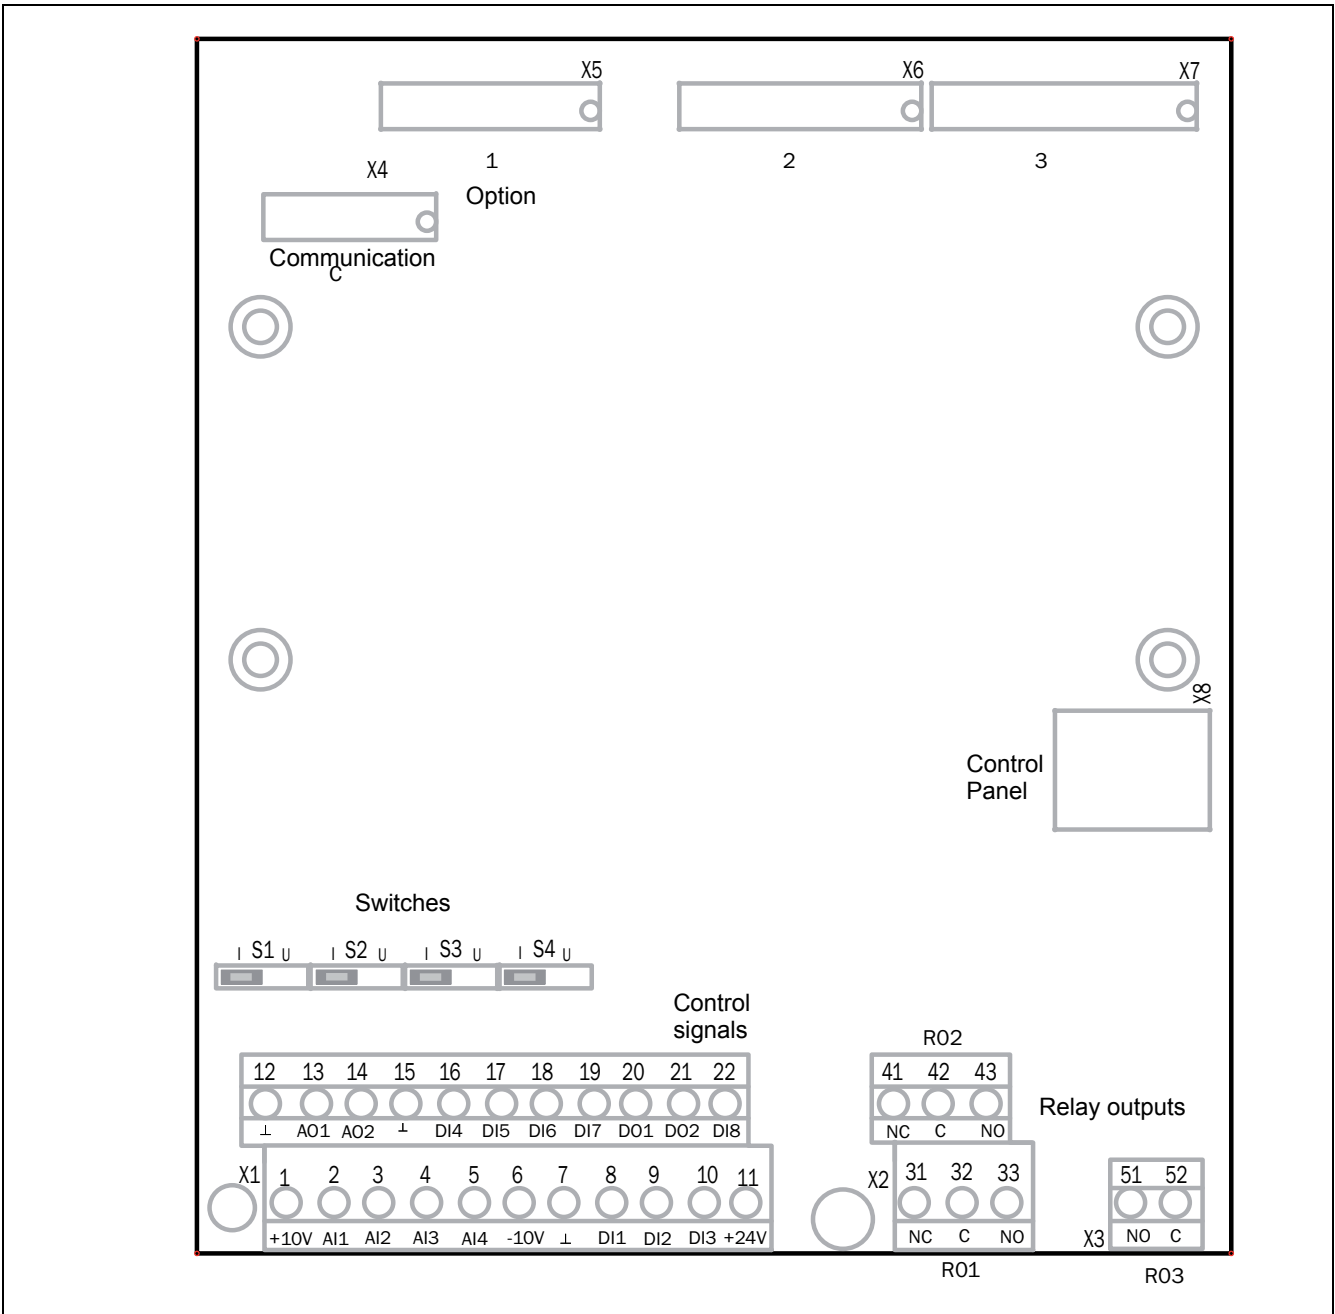 X5
X6
X7
1
2
3
X4
Option
Communication
C
X8
Control
Panel
Switches
I S1 U
I S2 U
I S3 U
I S4 U
Control
signals
R02
12 13 14 15 16 17 18 19 20 21 22
41 42 43
Relay outputs
⊥ A01 A02 ⊥ DI4 DI5 DI6 DI7 D01 D02 DI8
NC C NO
X1
1 2 3 4 5 6 7 8 9 10 11
X2
31 32 33
51 52
+10V AI1 AI2 AI3 AI4 -10V ⊥ DI1 DI2 DI3 +24V
NC C NO
X3
NO C
R01
R03